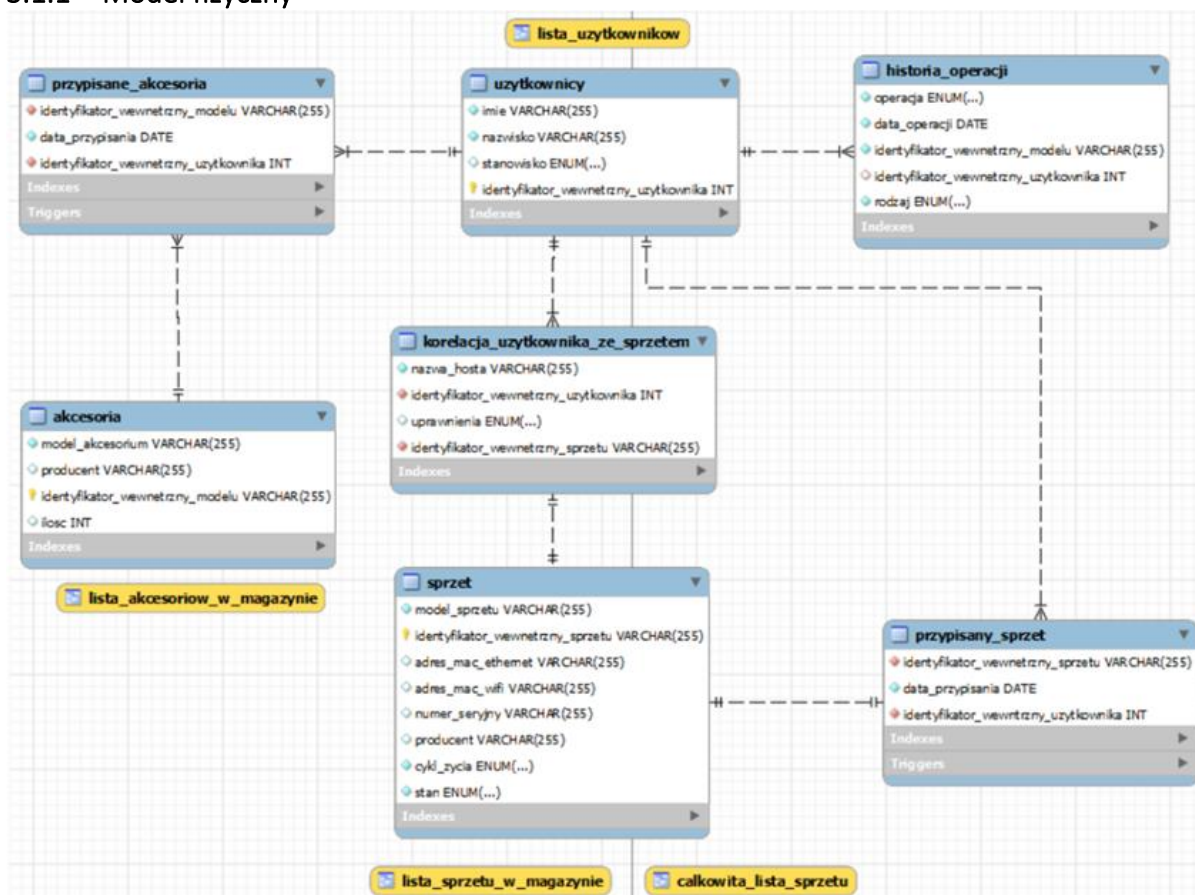 lista_uzytkownikow
przypisane_akcesoria
identyfikator_wewnetrzny_modelu VARCHAR(255)
data_przypisania DATE
identyfikator_wewnetrzny_uzytkownika INT
Indexes
Triggers
uzytkownicy
imie VARCHAR(255)
nazwisko VARCHAR(255)
stanowisko ENUM(...)
identyfikator_wewnetrzny_uzytkownika INT
Indexes
historia_operacji
operacja ENUM(...)
data_operacji DATE
identyfikator_wewnetrzny_modelu VARCHAR(255)
identyfikator_wewnetrzny_uzytkownika INT
rodzaj ENUM(...)
Indexes
korelacja_uzytkownika_ze_sprzetem
nazwa_hosta VARCHAR(255)
identyfikator_wewnetrzny_uzytkownika INT
uprawnienia ENUM(...)
identyfikator_wewnetrzny_sprzetu VARCHAR(255)
Indexes
akcesoria
model_akcesorium VARCHAR(255)
producent VARCHAR(255)
identyfikator_wewnetrzny_modelu VARCHAR(255)
ilosc INT
Indexes
lista_akcesoriow_w_magazynie
sprzet
model_sprzetu VARCHAR(255)
identyfikator_wewnetrzny_sprzetu VARCHAR(255)
adres_mac_ethernet VARCHAR(255)
adres_mac_wifi VARCHAR(255)
numer_seryjny VARCHAR(255)
producent VARCHAR(255)
cykl_zycia ENUM(...)
stan ENUM(...)
Indexes
przypisany_sprzet
identyfikator_wewnetrzny_sprzetu VARCHAR(255)
data_przypisania DATE
identyfikator_wewnrtrzny_uzytkownika INT
Indexes
Triggers
lista_sprzetu_w_magazynie
calkowita_lista_sprzetu